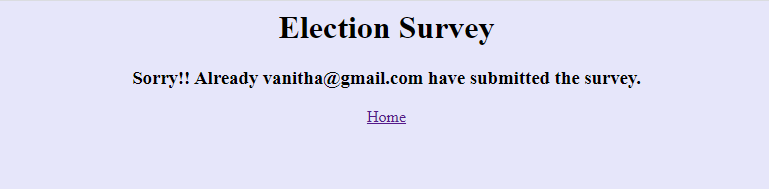 Election Survey
Sorry!! Already vanitha@gmail.com have submitted the survey.
Home